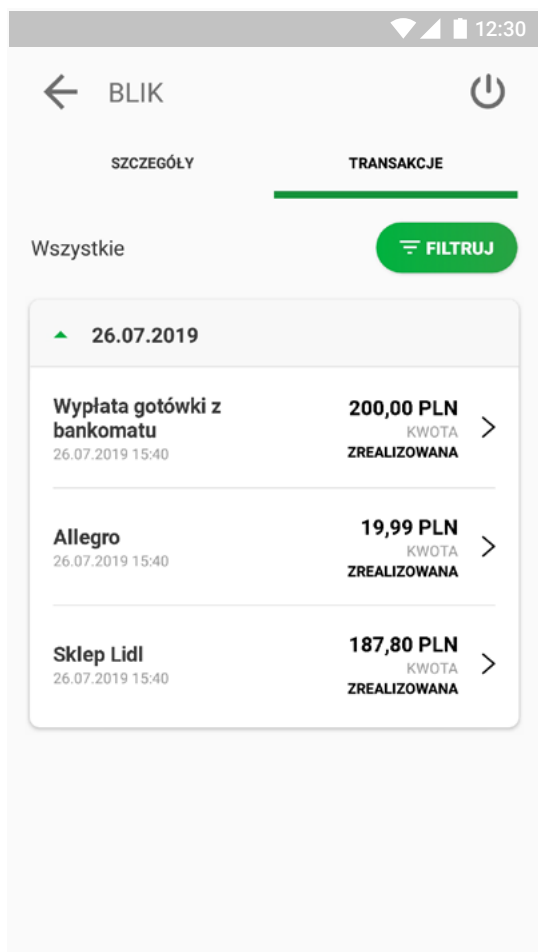 12:30
BLIK
SZCZEGÓŁY TRANSAKCJE
Wszystkie FILTRUJ
26.07.2019
Wypłata gotówki z
bankomatu
26.07.2019 15:40
200,00 PLN
KWOTA
ZREALIZOWANA
Allegro
26.07.2019 15:40
19,99 PLN
KWOTA
ZREALIZOWANA
Sklep Lidl
26.07.2019 15:40
187,80 PLN
KWOTA
ZREALIZOWANA